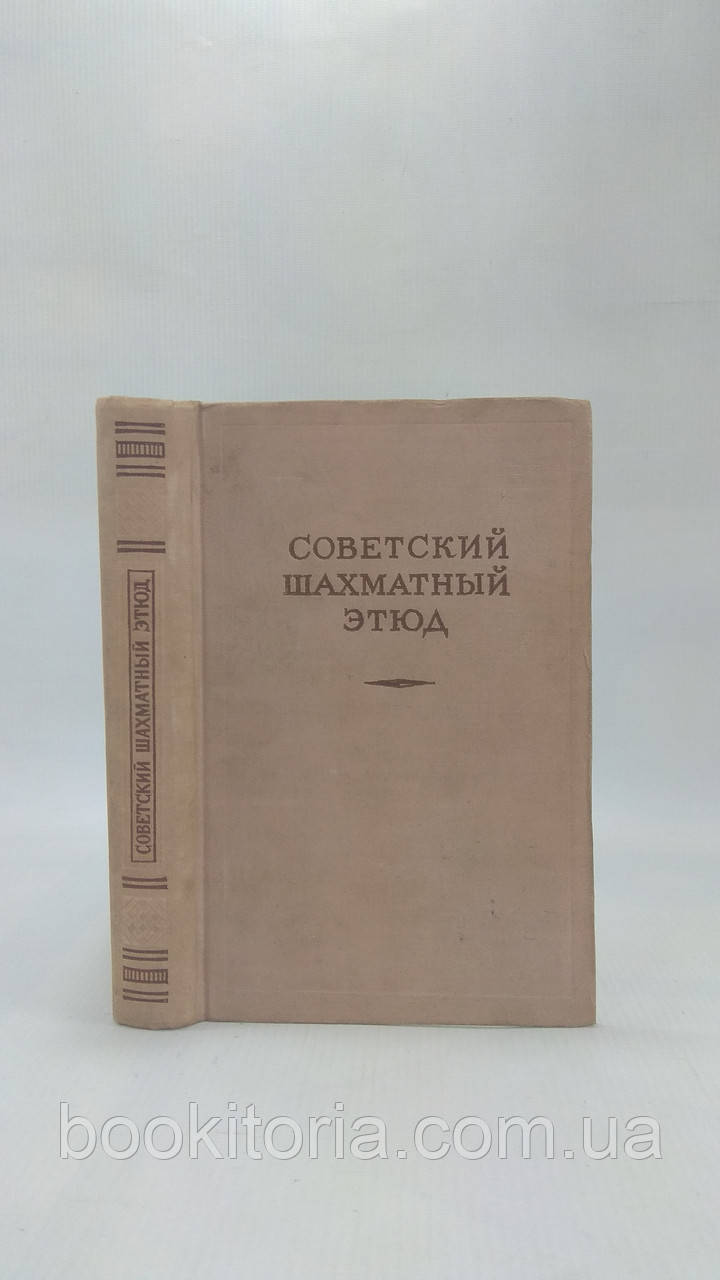 СОВЕТСКИЙ ШАХМАТНЫЙ ЭТЮД
СОВЕТСКИЙ
ШАХМАТНЫЙ
ЭТЮД
bookitoria.com.ua